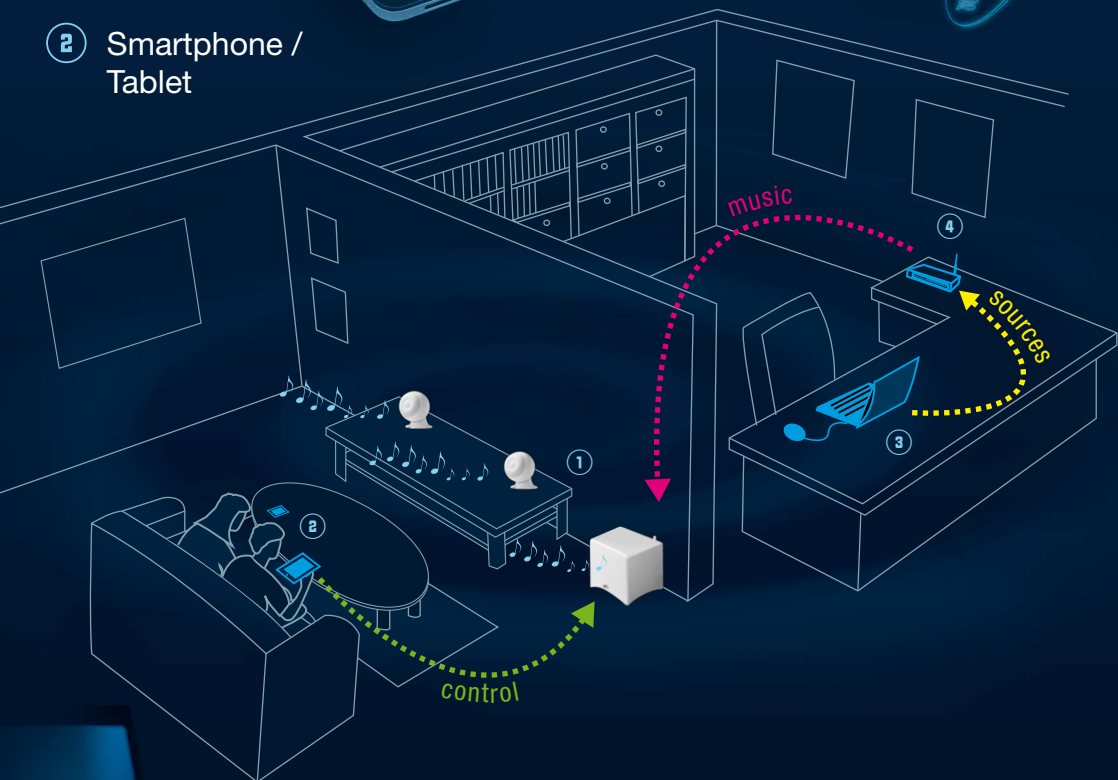 2 Smartphone /
Tablet
music
4
sources
3
1
2
control